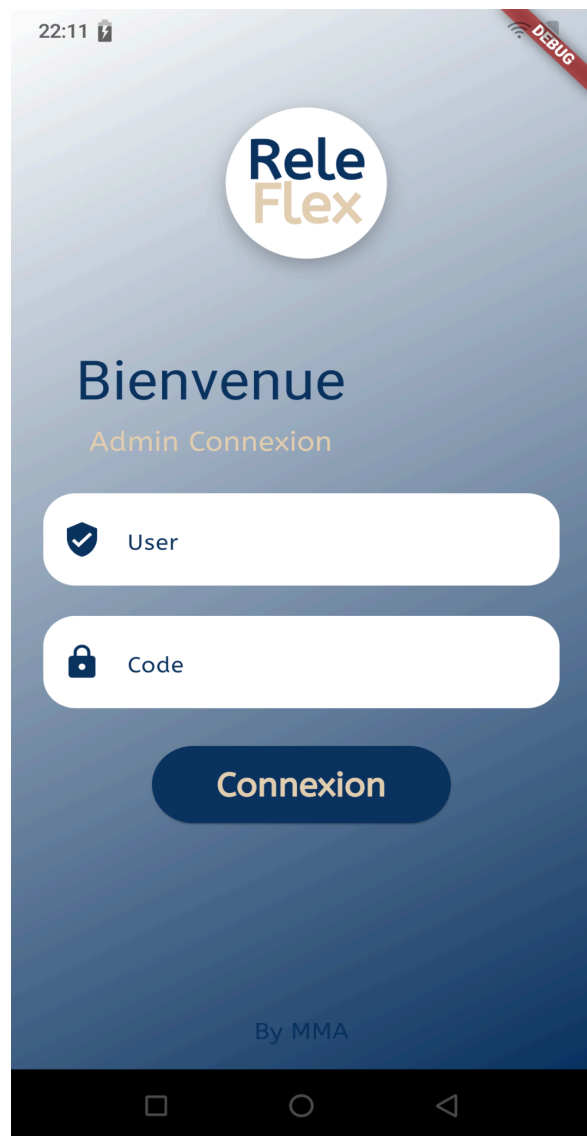 22:11
DEBUG
Rele
Flex
Bienvenue
Admin Connexion
User
Code
Connexion
By MMA